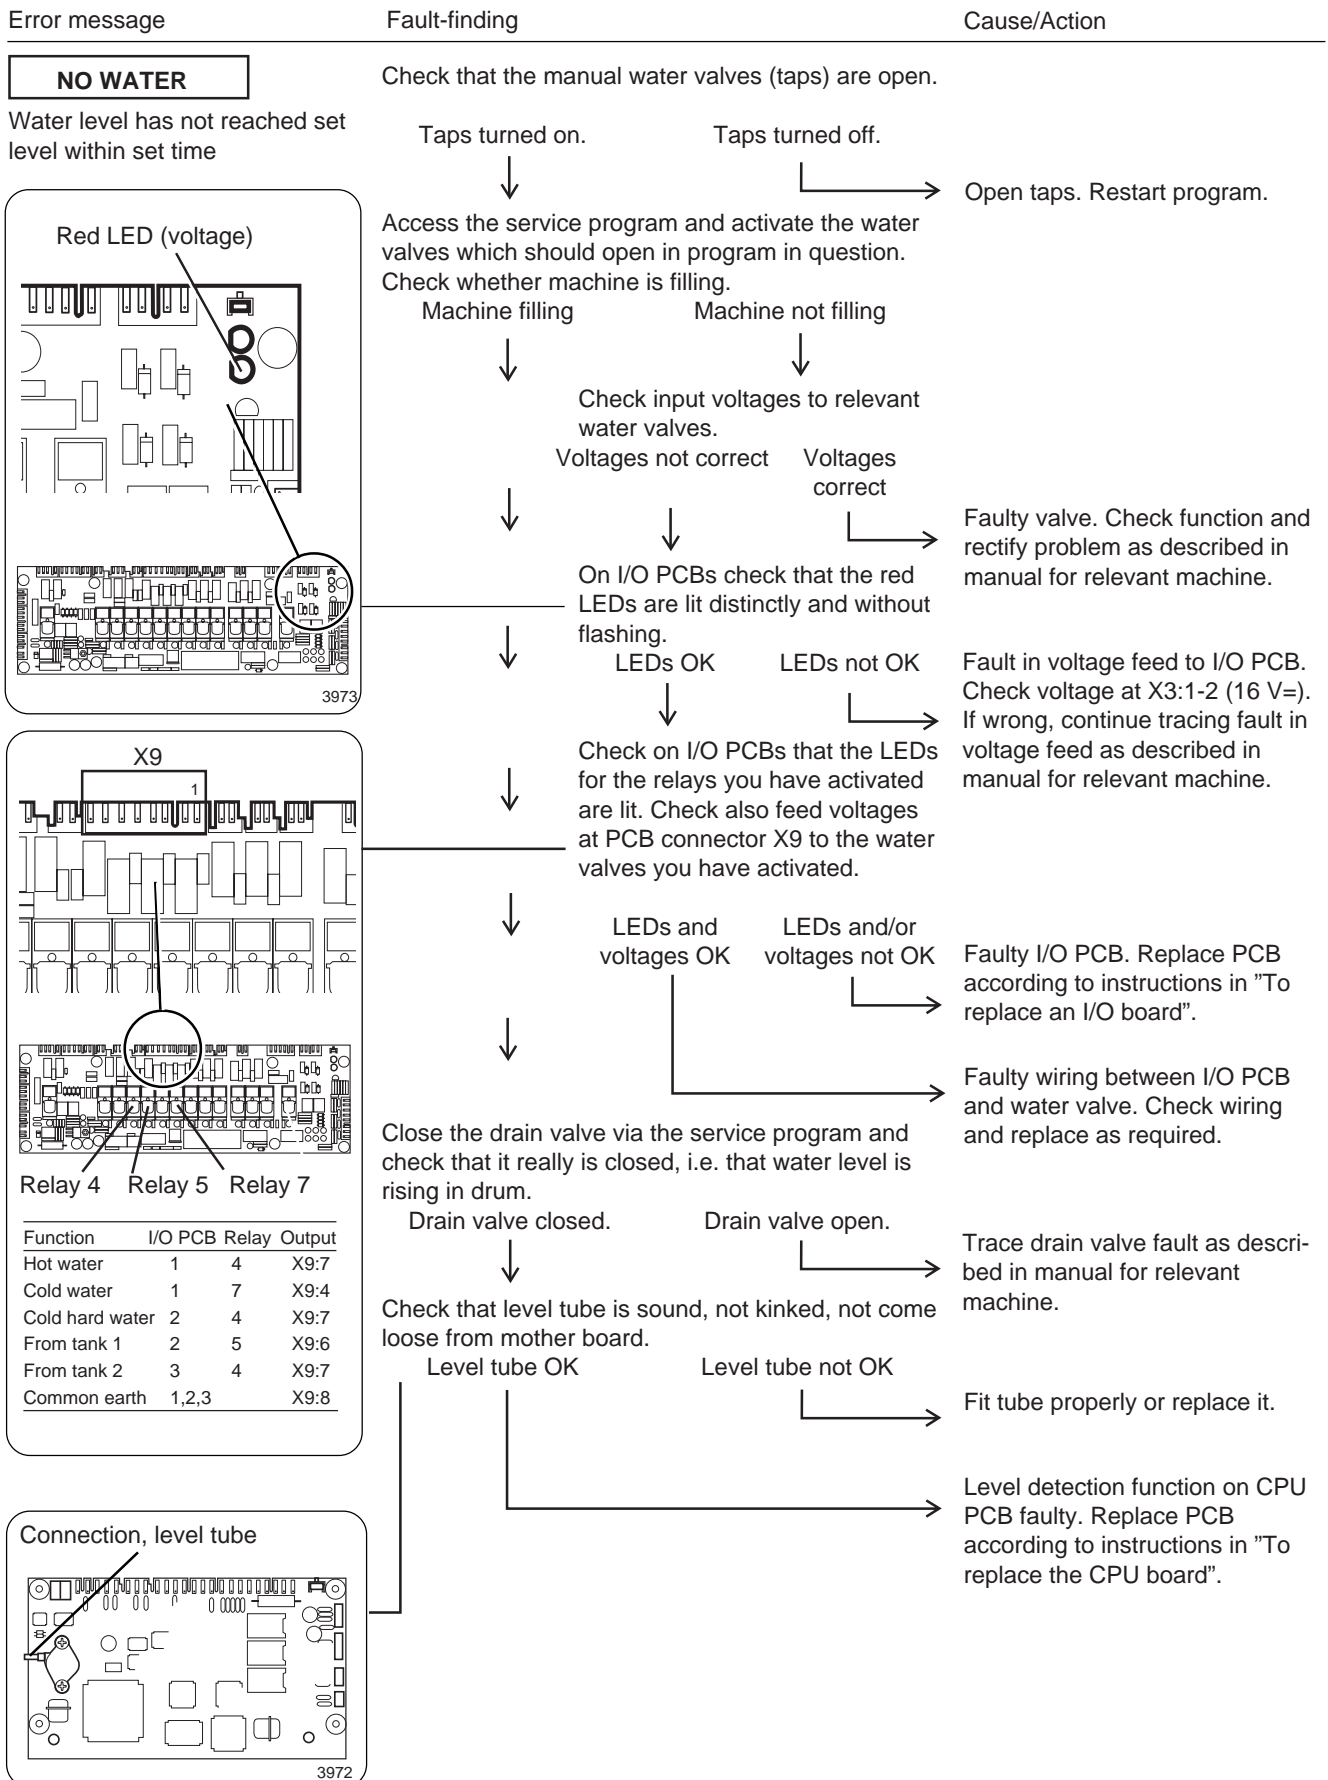 Error message
Fault-finding
Cause/Action
NO WATER
Water level has not reached set
level within set time
Check that the manual water valves (taps) are open.
Taps turned on.
Taps turned off.
Open taps. Restart program.
Access the service program and activate the water
valves which should open in program in question.
Check whether machine is filling.
Machine filling
Machine not filling
Red LED (voltage)
3973
Check input voltages to relevant
water valves.
Voltages not correct
Voltages
correct
Faulty valve. Check function and
rectify problem as described in
manual for relevant machine.
On I/O PCBs check that the red
LEDs are lit distinctly and without
flashing.
LEDs OK
LEDs not OK
Fault in voltage feed to I/O PCB.
Check voltage at X3:1-2 (16 V=).
If wrong, continue tracing fault in
voltage feed as described in
manual for relevant machine.
X9
1
Check on I/O PCBs that the LEDs
for the relays you have activated
are lit. Check also feed voltages
at PCB connector X9 to the water
valves you have activated.
LEDs and
voltages OK
LEDs and/or
voltages not OK
Faulty I/O PCB. Replace PCB
according to instructions in ”To
replace an I/O board”.
Faulty wiring between I/O PCB
and water valve. Check wiring
and replace as required.
Relay 4 Relay 5 Relay 7
Function I/O PCB Relay Output
Hot water 1 4 X9:7
Cold water 1 7 X9:4
Cold hard water 2 4 X9:7
From tank 1 2 5 X9:6
From tank 2 3 4 X9:7
Common earth 1,2,3 X9:8
Close the drain valve via the service program and
check that it really is closed, i.e. that water level is
rising in drum.
Drain valve closed.
Drain valve open.
Trace drain valve fault as descri-
bed in manual for relevant
machine.
Check that level tube is sound, not kinked, not come
loose from mother board.
Level tube OK
Level tube not OK
Fit tube properly or replace it.
Level detection function on CPU
PCB faulty. Replace PCB
according to instructions in ”To
replace the CPU board”.
Connection, level tube
3972